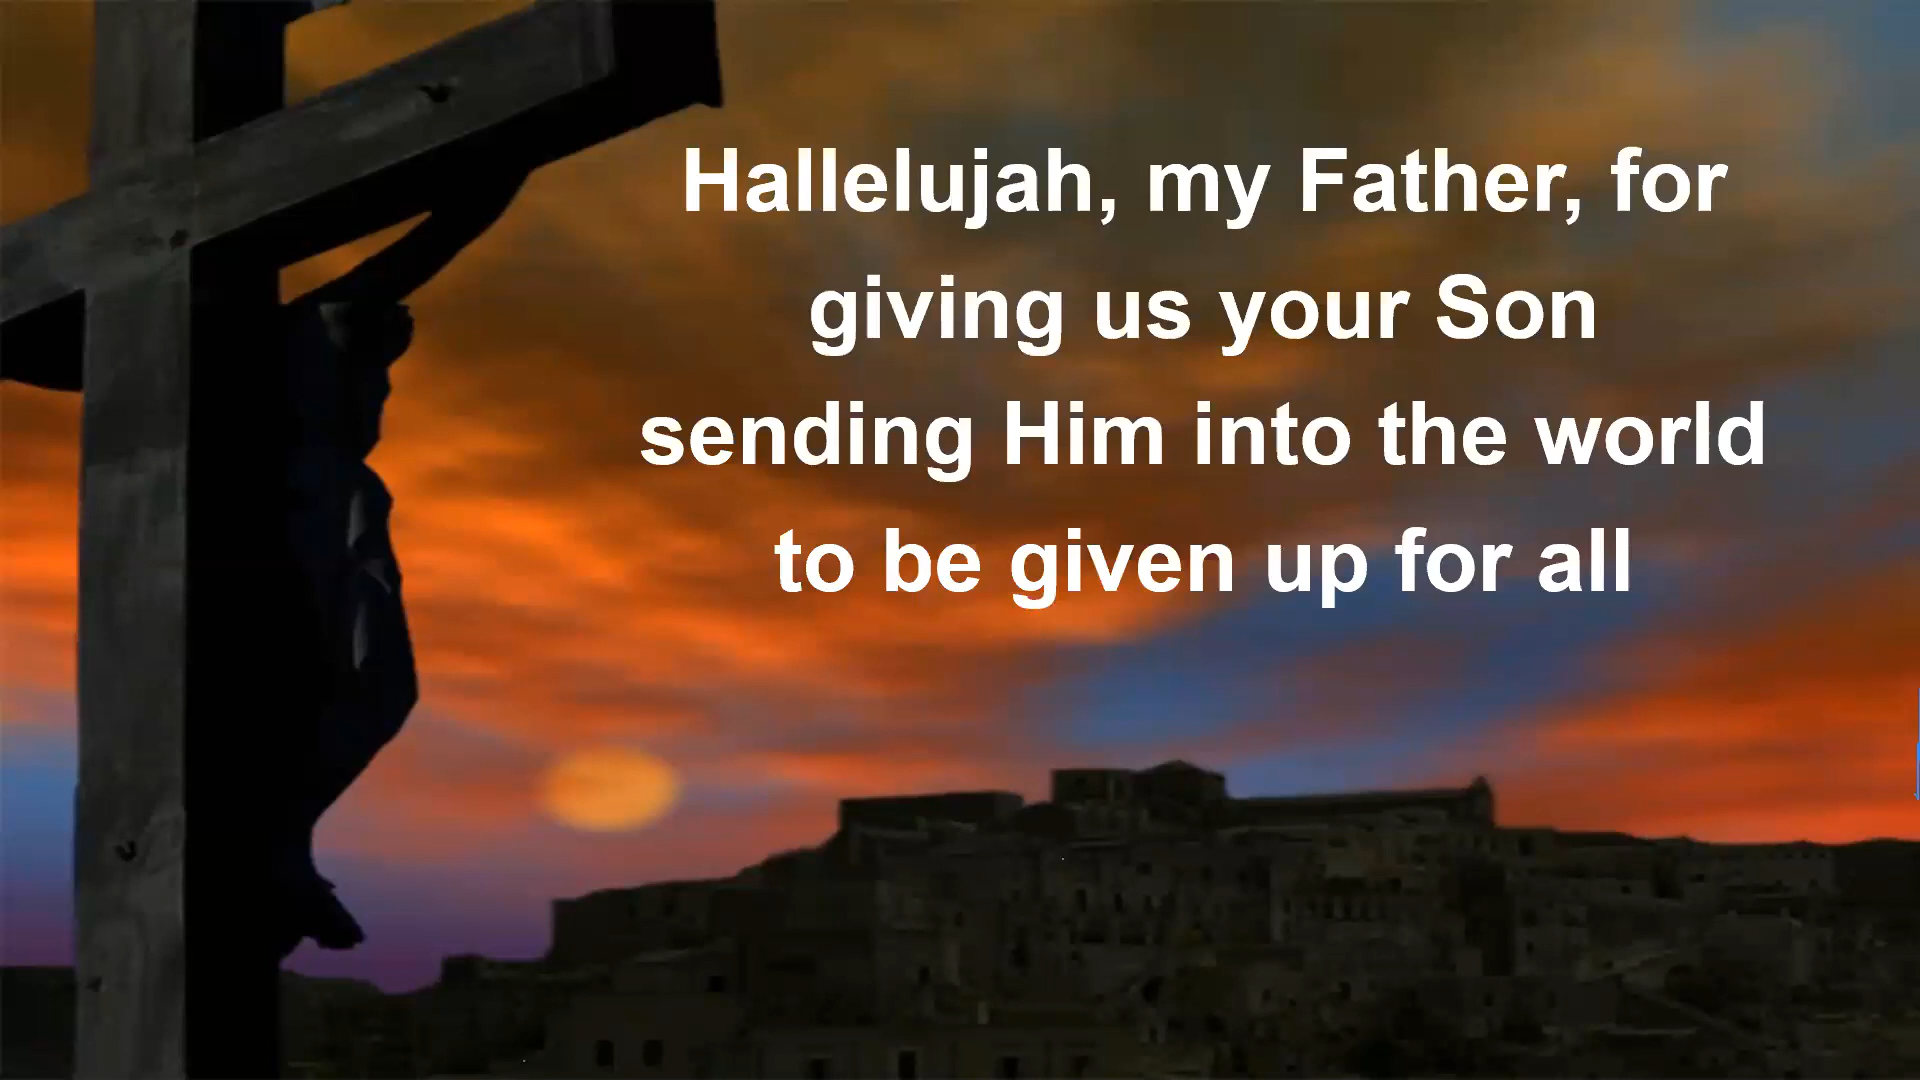 Hallelujah, my Father, for
giving us your Son
sending Him into the world
to be given up for all